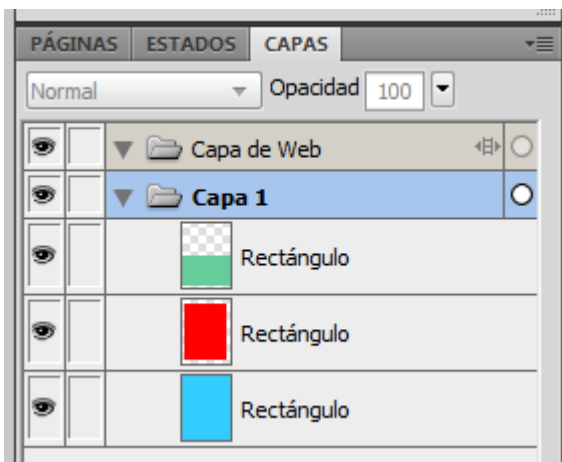 PÁGINAS ESTADOS CAPAS
Normal Opacidad 100
Capa de Web
Capa 1
Rectángulo
Rectángulo
Rectángulo